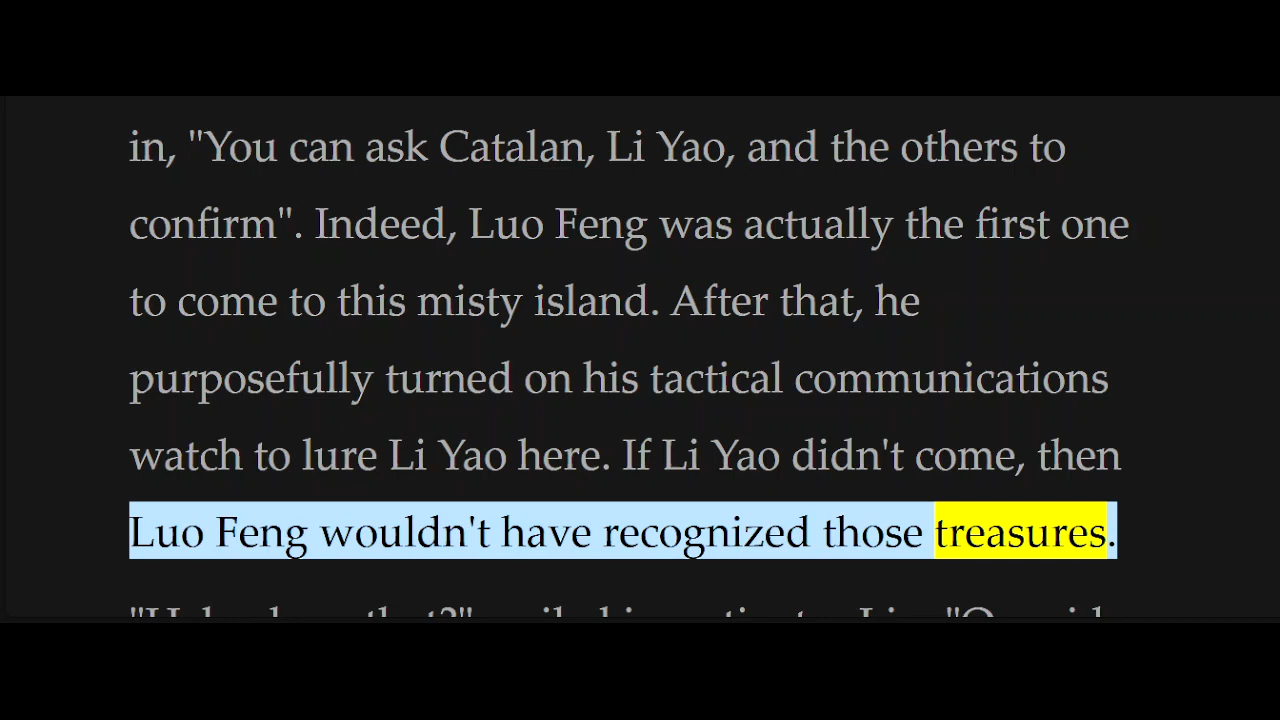 in, "You can ask Catalan, Li Yao, and the others to
confirm". Indeed, Luo Feng was actually the first one
to come to this misty island. After that, he
purposefully turned on his tactical communications
watch to lure Li Yao here. If Li Yao didn't come, then
Luo Feng wouldn't have recognized those treasures.